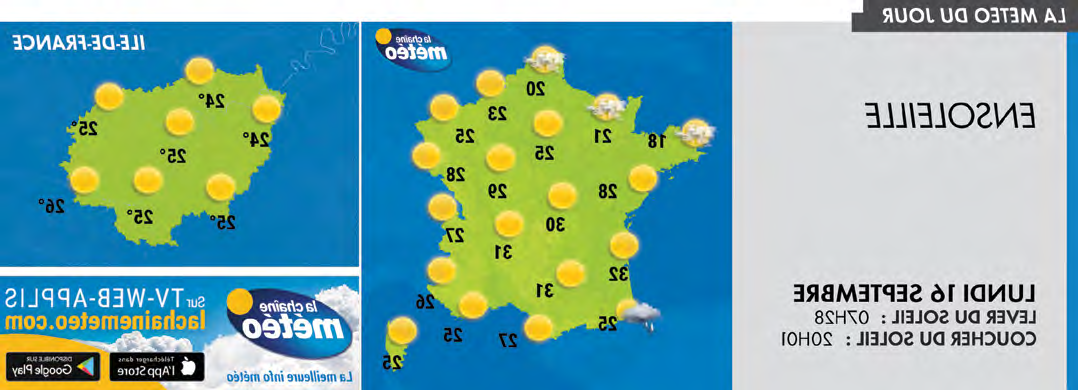 LA METEO DU JOUR
ENSOLEILLE
LUNDI 16 SEPTEMBRE
LEVER DU SOLEIL : 07H28
COUCHER DU SOLEIL : 20H01
la chaîne
météo
20
23
25
21
25
18
28
29
28
30
27
31
32
31
26
25
25
27
25
ILE-DE-FRANCE
24°
25°
24°
25°
26°
25°
25°
la chaîne
météo
La meilleure info météo
sur TV-WEB-APPLIS
lachainemeteo.com
Télécharger dans
l'App Store
DISPONIBLE SUR
Google Play